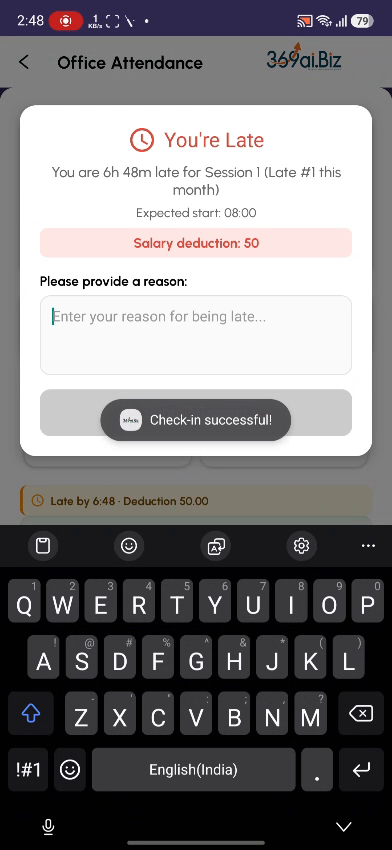 2:48
1
KB/s
79
Office Attendance
369ai.Biz
You're Late
You are 6h 48m late for Session 1 (Late #1 this
month)
Expected start: 08:00
Salary deduction: 50
Please provide a reason:
Enter your reason for being late...
Check-in successful!
Late by 6:48 · Deduction 50.00
1 2 3 4 5 6 7 8 9 0
Q W E R T Y U I O P
! @ # % ^ & * ( )
A S D F G H J K L
- ' " : ; , ?
Z X C V B N M
!#1
English(India)
.